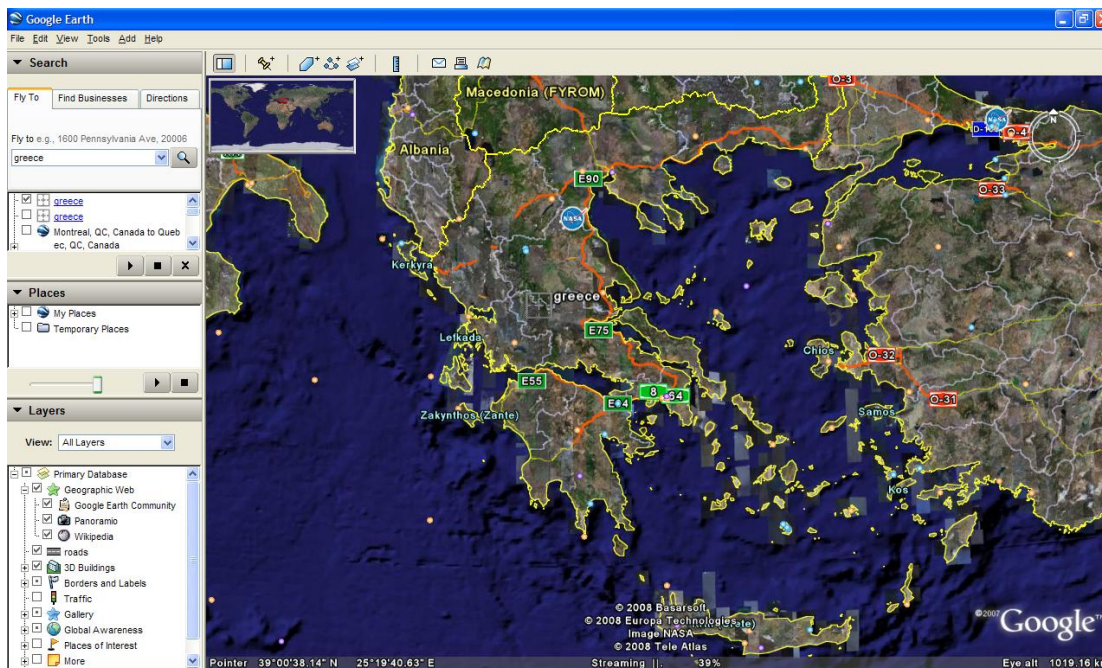 Google Earth
File Edit View Tools Add Help
Search
Fly To Find Businesses Directions
Fly to e.g., 1600 Pennsylvania Ave, 20006
greece
greece
greece
Montreal, QC, Canada to Queb
ec, QC, Canada
Places
My Places
Temporary Places
Layers
View: All Layers
Primary Database
Geographic Web
Google Earth Community
Panoramio
Wikipedia
roads
3D Buildings
Borders and Labels
Traffic
Gallery
Global Awareness
Places of Interest
More
Macedonia (FYROM)
O-3
NASA
O-4
N
Albania
E90
O-33
NASA
Kerkyra
greece
E75
Lefkada
Chios
O-32
E55
8
O-31
Zakynthos (Zante)
Samos
Kos
© 2008 Basarsoft
© 2008 Europa Technologies
Image NASA
© 2008 Tele Atlas
©2007 Google™
Pointer 39°00'38.14" N 25°19'40.63" E Streaming ||. 39% Eye alt 1019.16 km